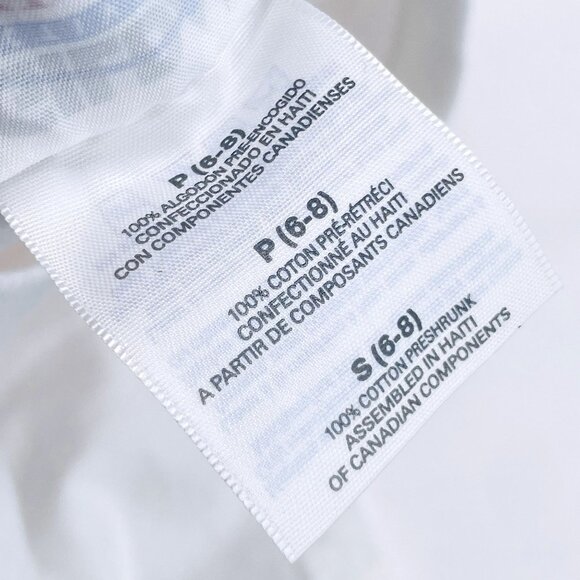 P (6-8)
100% ALGODON PRE-ENCOGIDO
CONFECCIONADO EN HAITI
CON COMPONENTES CANADIENSES
P (6-8)
100% COTON PRÉ-RÉTRÉCI
CONFECTIONNÉ AU HAITI
A PARTIR DE COMPOSANTS CANADIENS
S (6-8)
100% COTTON PRESHRUNK
ASSEMBLED IN HAITI
OF CANADIAN COMPONENTS